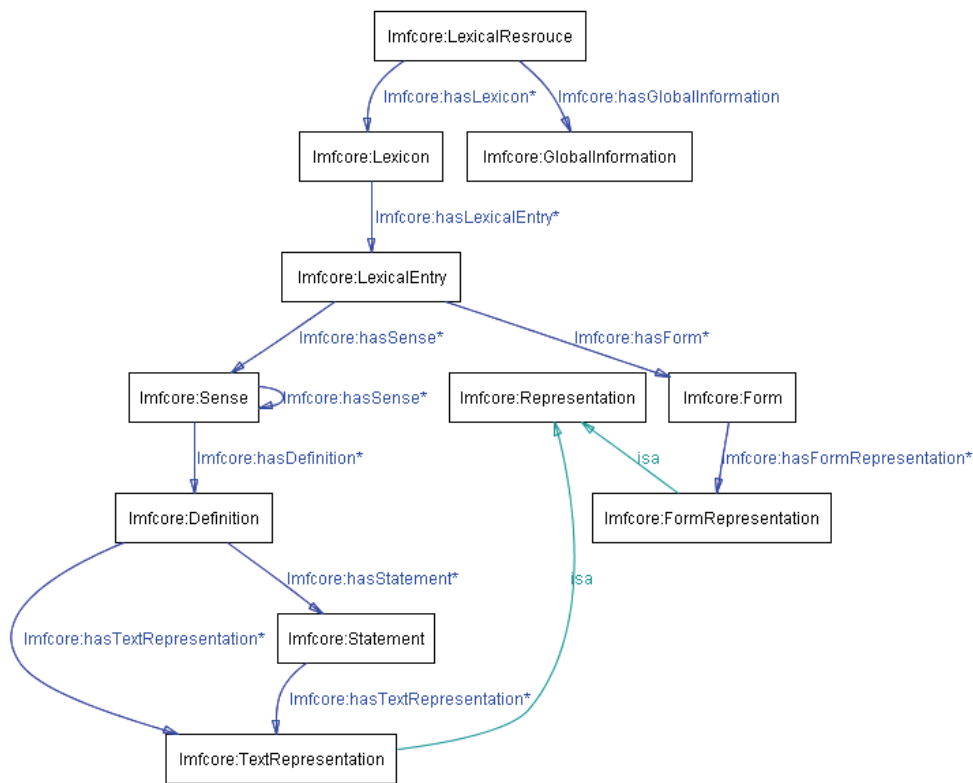 lmfcore:LexicalResrouce
lmfcore:hasLexicon*
lmfcore:hasGlobalInformation
lmfcore:Lexicon
lmfcore:GlobalInformation
lmfcore:hasLexicalEntry*
lmfcore:LexicalEntry
lmfcore:hasSense*
lmfcore:hasForm*
lmfcore:Sense
lmfcore:hasSense*
lmfcore:Representation
lmfcore:Form
lmfcore:hasDefinition*
isa
lmfcore:hasFormRepresentation*
lmfcore:Definition
lmfcore:FormRepresentation
lmfcore:hasStatement*
isa
lmfcore:hasTextRepresentation*
lmfcore:Statement
lmfcore:hasTextRepresentation*
lmfcore:TextRepresentation